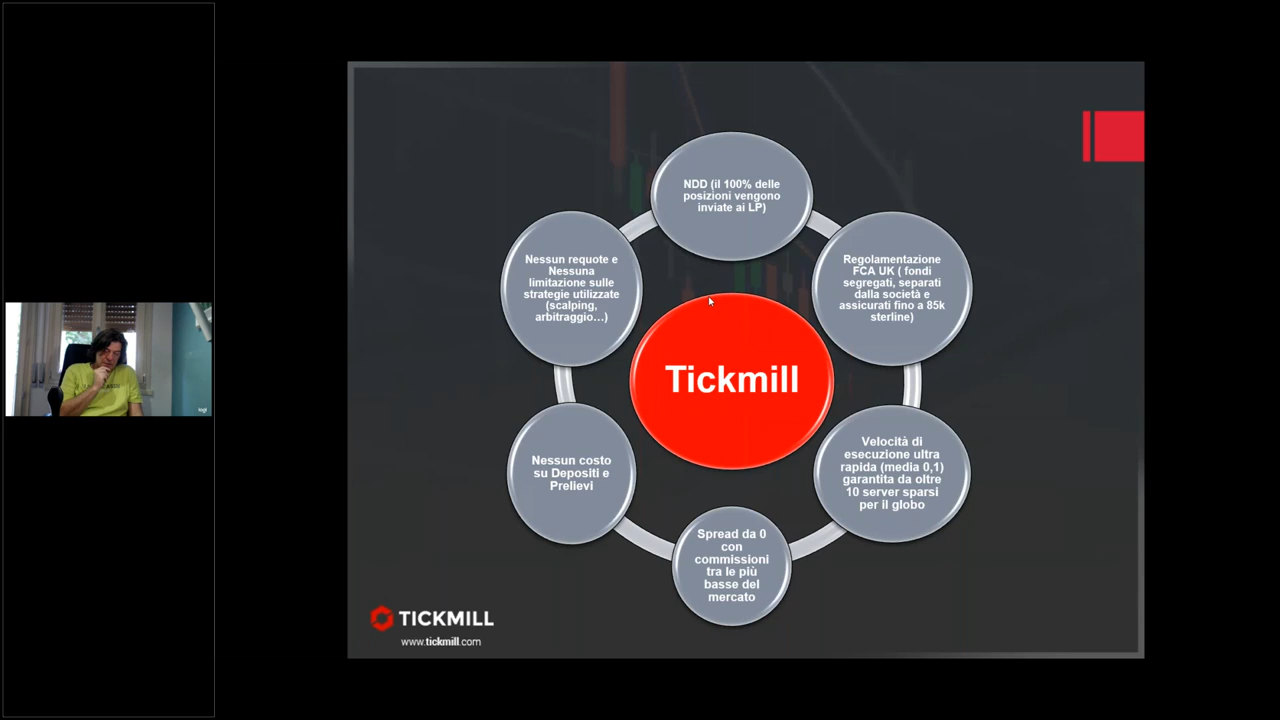 NDD (il 100% delle
posizioni vengono
inviate ai LP)
Nessun requote e
Nessuna
limitazione sulle
strategie utilizzate
(scalping,
arbitraggio...)
Regolamentazione
FCA UK ( fondi
segregati, separati
dalla società e
assicurati fino a 85k
sterline)
Tickmill
Nessun costo
su Depositi e
Prelievi
Velocità di
esecuzione ultra
rapida (media 0,1)
garantita da oltre
10 server sparsi
per il globo
Spread da 0
con
commissioni
tra le più
basse del
mercato
TICKMILL
www.tickmill.com